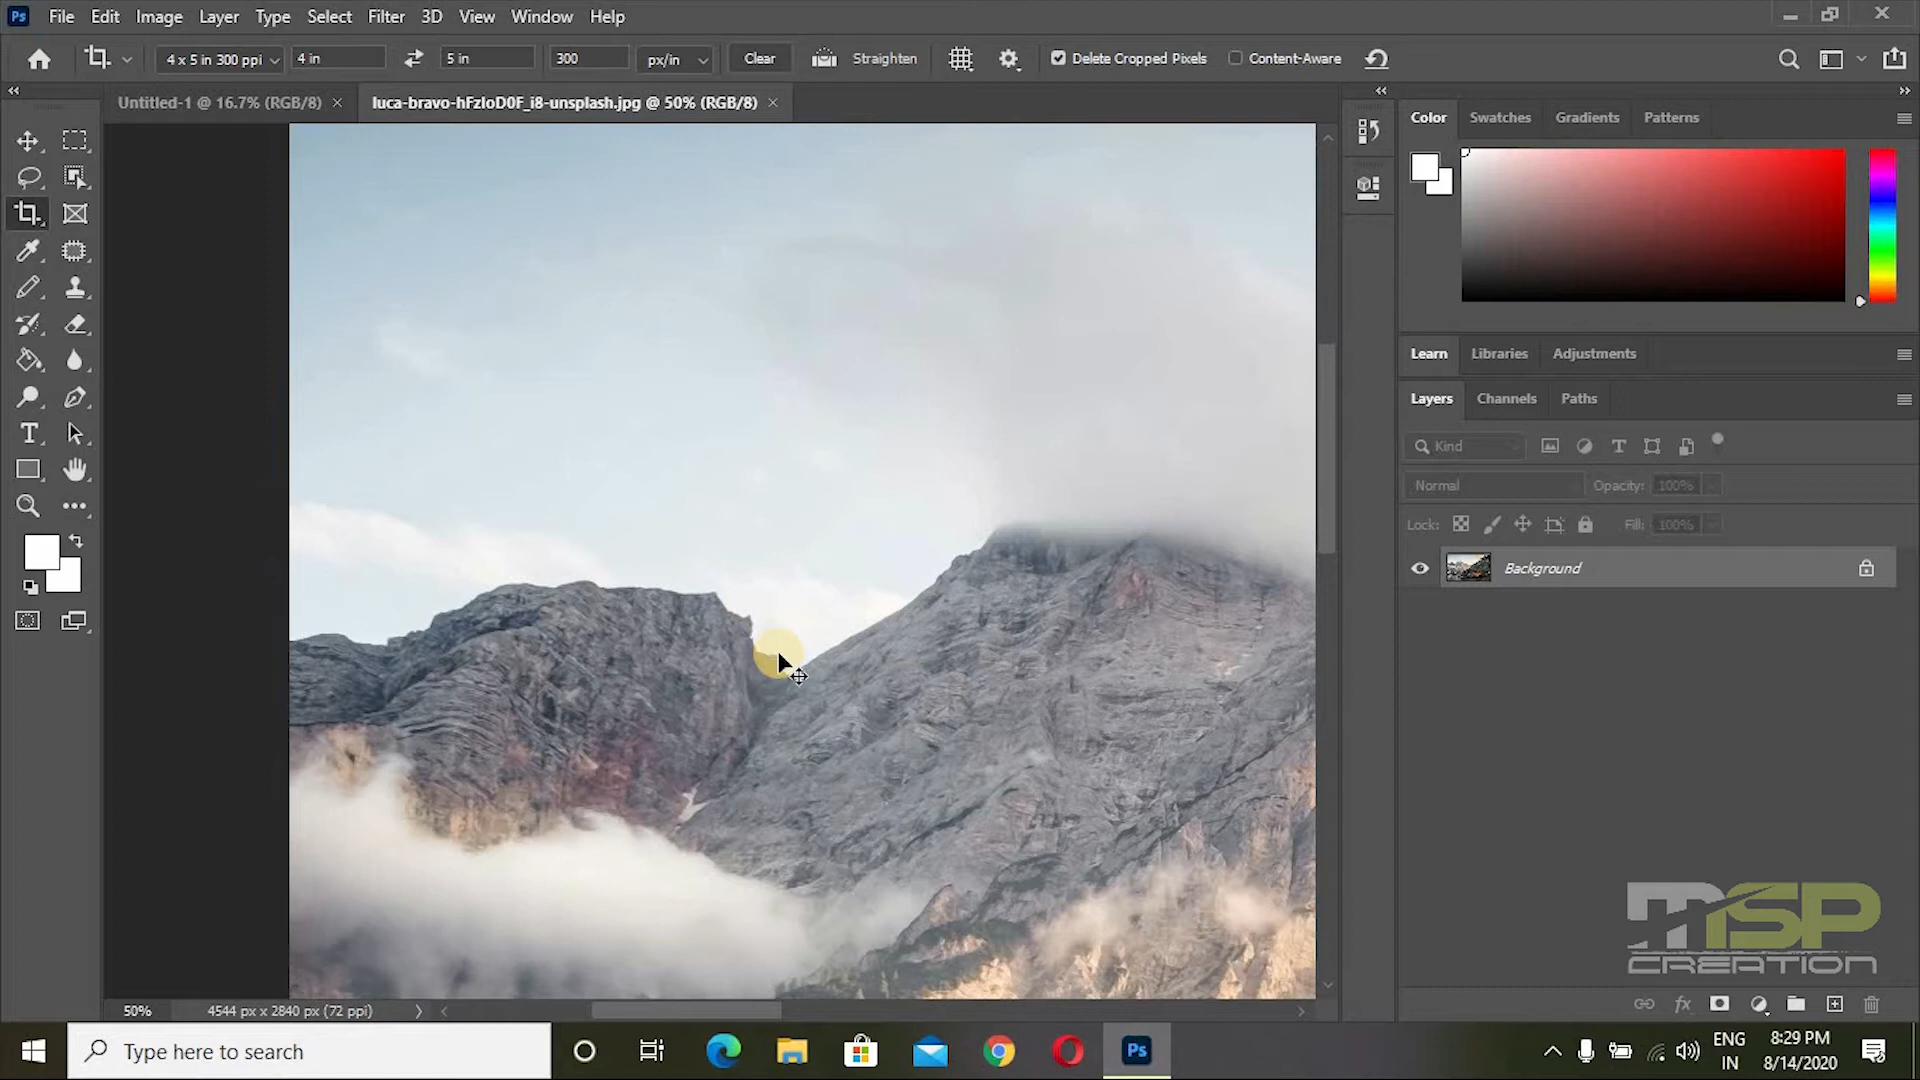 Ps File Edit Image Layer Type Select Filter 3D View Window Help
4 x 5 in 300 ppi 4 in 5 in 300 px/in Clear Straighten Delete Cropped Pixels Content-Aware
Untitled-1 @ 16.7% (RGB/8) × luca-bravo-hFzIoD0F_i8-unsplash.jpg @ 50% (RGB/8) ×
Color Swatches Gradients Patterns
Learn Libraries Adjustments
Layers Channels Paths
Kind
Normal Opacity: 100%
Lock: Fill: 100%
Background
MSP
CREATION
50% 4544 px x 2840 px (72 ppi)
Type here to search
Ps
ENG
IN
8:29 PM
8/14/2020